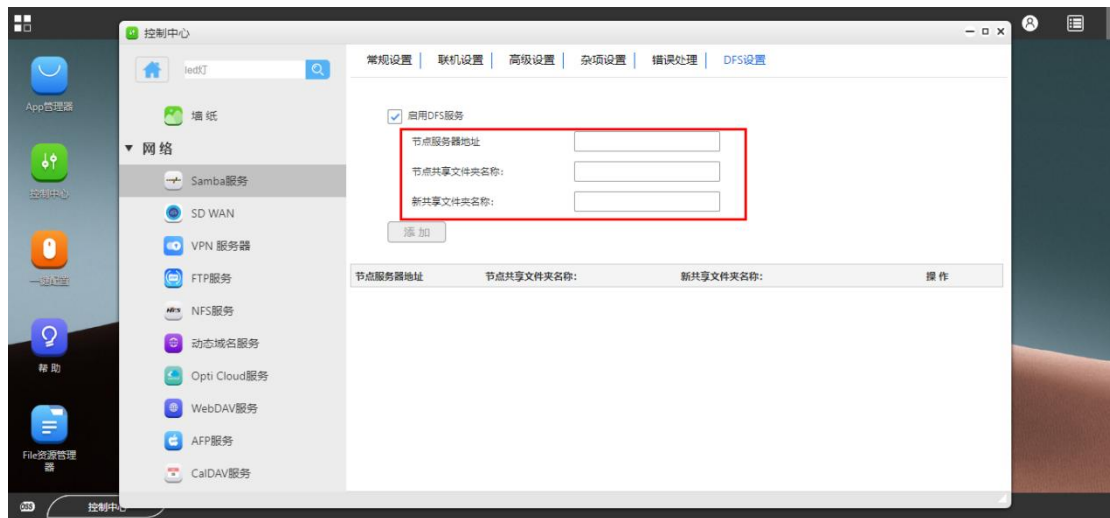 控制中心
App管理器
控制中心
一键配置
帮 助
File资源管理
器
led灯
墙 纸
网 络
Samba服务
SD WAN
VPN 服务器
FTP服务
NFS服务
动态域名服务
Opti Cloud服务
WebDAV服务
AFP服务
CalDAV服务
常规设置 联机设置 高级设置 杂项设置 错误处理 DFS设置
启用DFS服务
节点服务器地址
节点共享文件夹名称:
新共享文件夹名称:
添 加
节点服务器地址 节点共享文件夹名称: 新共享文件夹名称: 操 作
控制中心